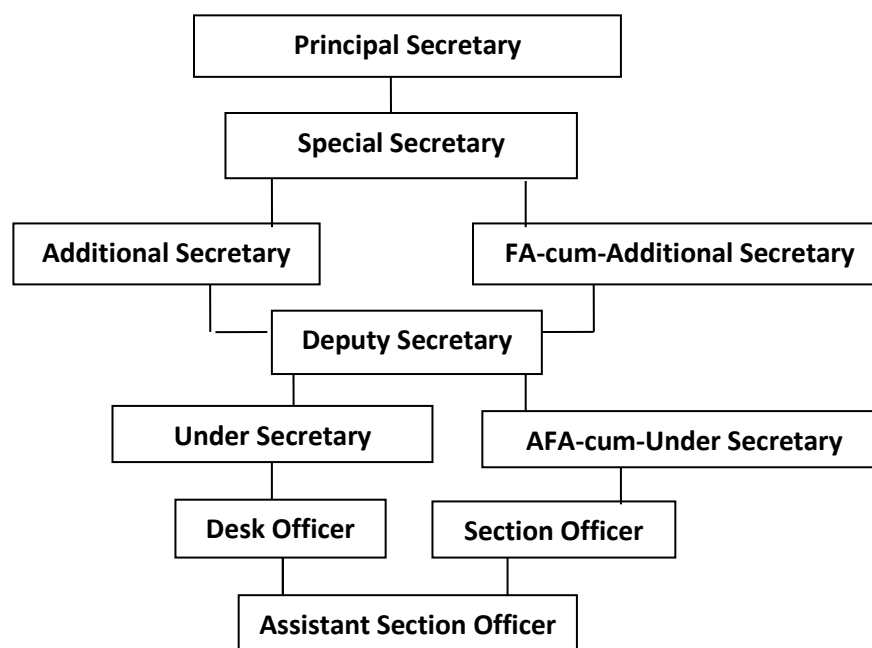 Principal Secretary
Special Secretary
Additional Secretary
FA-cum-Additional Secretary
Deputy Secretary
Under Secretary
AFA-cum-Under Secretary
Desk Officer
Section Officer
Assistant Section Officer